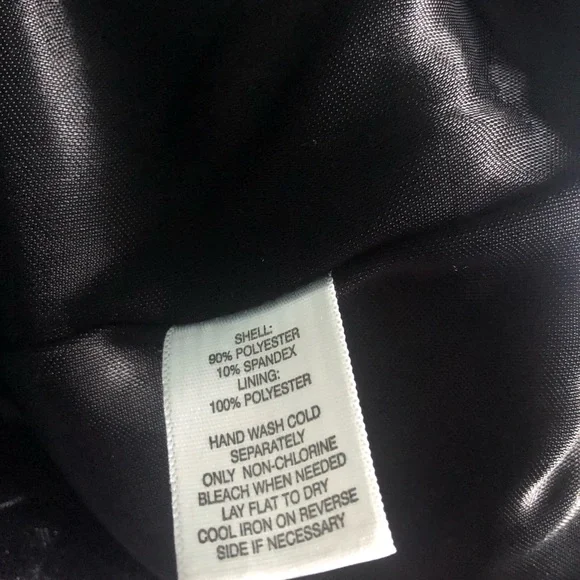 SHELL:
90% POLYESTER
10% SPANDEX
LINING:
100% POLYESTER
HAND WASH COLD
SEPARATELY
ONLY NON-CHLORINE
BLEACH WHEN NEEDED
LAY FLAT TO DRY
COOL IRON ON REVERSE
SIDE IF NECESSARY